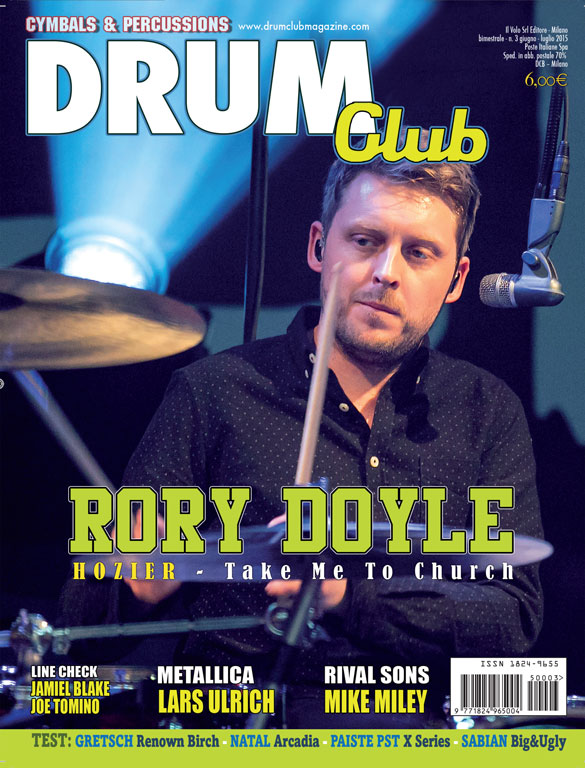 CYMBALS & PERCUSSIONS www.drumclubmagazine.com
Il Volo Srl Editore - Milano
bimestrale - n. 3 giugno - luglio 2015
Poste Italiane Spa
Sped. in abb. postale 70%
DCB - Milano
6,00€
DRUM
Club
RORY DOYLE
HOZIER - Take Me To Church
LINE CHECK
JAMIEL BLAKE
JOE TOMINO
METALLICA
LARS ULRICH
RIVAL SONS
MIKE MILEY
ISSN 1824-9655
50003>
9 771824 965004
TEST: GRETSCH Renown Birch - NATAL Arcadia - PAISTE PST X Series - SABIAN Big&Ugly